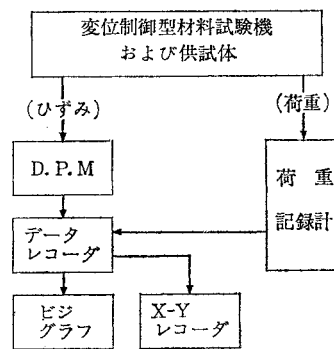 変位制御型材料試験機
および供試体
(ひずみ)
(荷重)
D.P.M
荷重
記録計
データ
レコーダ
ビジ
グラフ
X-Y
レコーダ